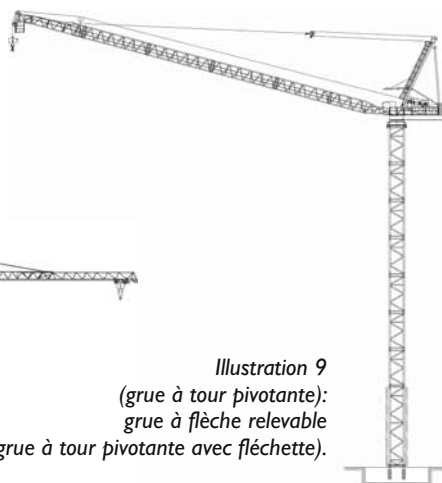 Illustration 9
(grue à tour pivotante):
grue à flèche relevable
grue à tour pivotante avec fléchette).